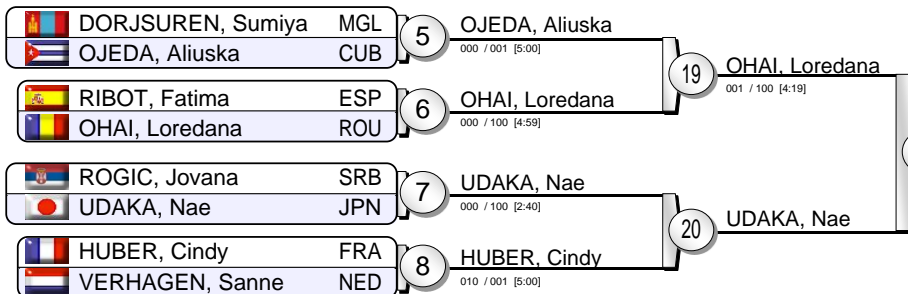 DORJSUREN, Sumiya MGL
OJEDA, Aliuska CUB
5
OJEDA, Aliuska
000 / 001 [5:00]
RIBOT, Fatima ESP
OHAI, Loredana ROU
6
OHAI, Loredana
000 / 100 [4:59]
19
OHAI, Loredana
001 / 100 [4:19]
ROGIC, Jovana SRB
UDAKA, Nae JPN
7
UDAKA, Nae
000 / 100 [2:40]
HUBER, Cindy FRA
VERHAGEN, Sanne NED
8
HUBER, Cindy
010 / 001 [5:00]
20
UDAKA, Nae